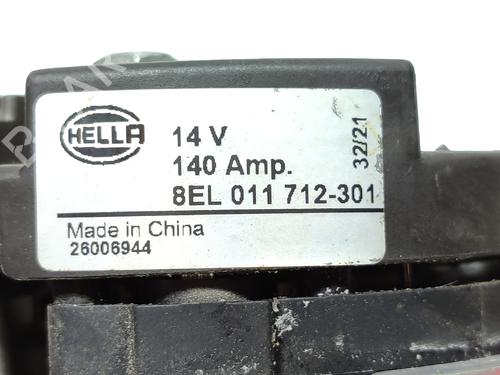 HELLA
14 V
140 Amp.
8EL 011 712-301
32/21
Made in China
26006944